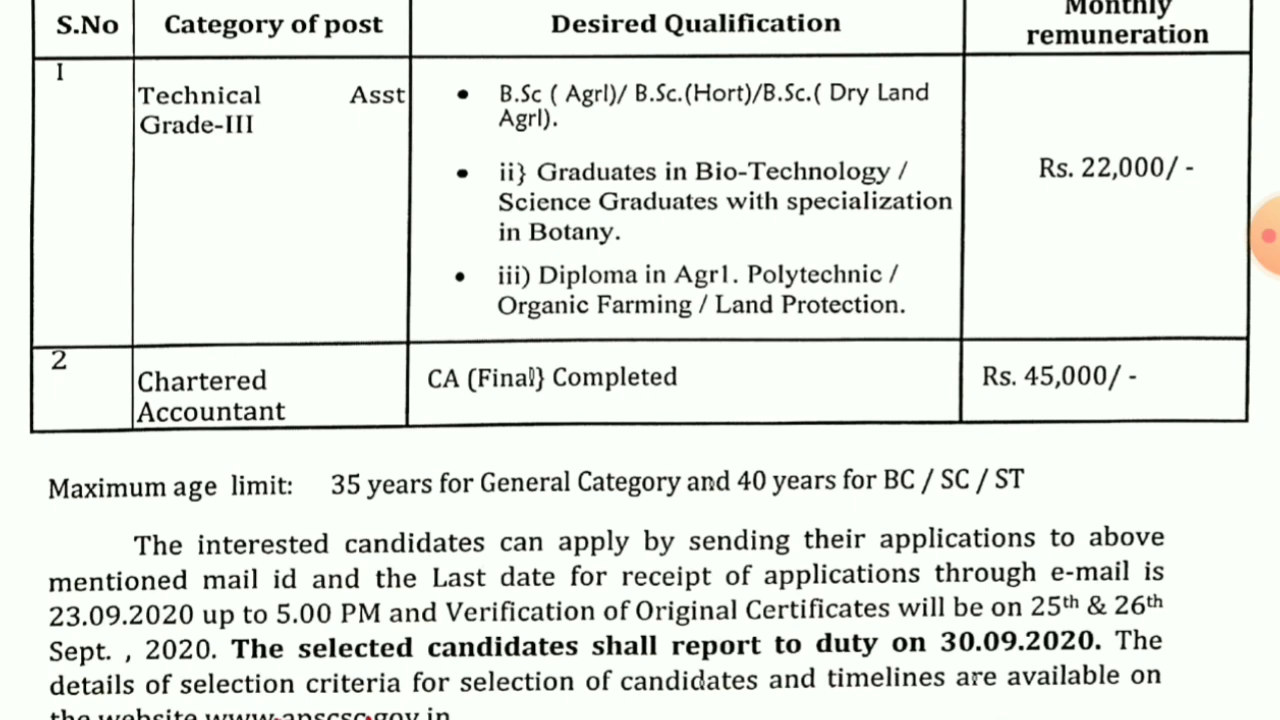 S.No Category of post Desired Qualification Monthly remuneration
I
Technical Asst
Grade-III
• B.Sc ( Agrl)/ B.Sc.(Hort)/B.Sc.( Dry Land
Agrl).
• ii} Graduates in Bio-Technology /
Science Graduates with specialization
in Botany.
• iii) Diploma in Agrl. Polytechnic /
Organic Farming / Land Protection.
Rs. 22,000/ -
2
Chartered
Accountant
CA (Final} Completed
Rs. 45,000/ -
Maximum age limit: 35 years for General Category and 40 years for BC / SC / ST
The interested candidates can apply by sending their applications to above
mentioned mail id and the Last date for receipt of applications through e-mail is
23.09.2020 up to 5.00 PM and Verification of Original Certificates will be on 25th & 26th
Sept. , 2020. The selected candidates shall report to duty on 30.09.2020. The
details of selection criteria for selection of candidates and timelines are available on
the website www.apscsc.gov.in